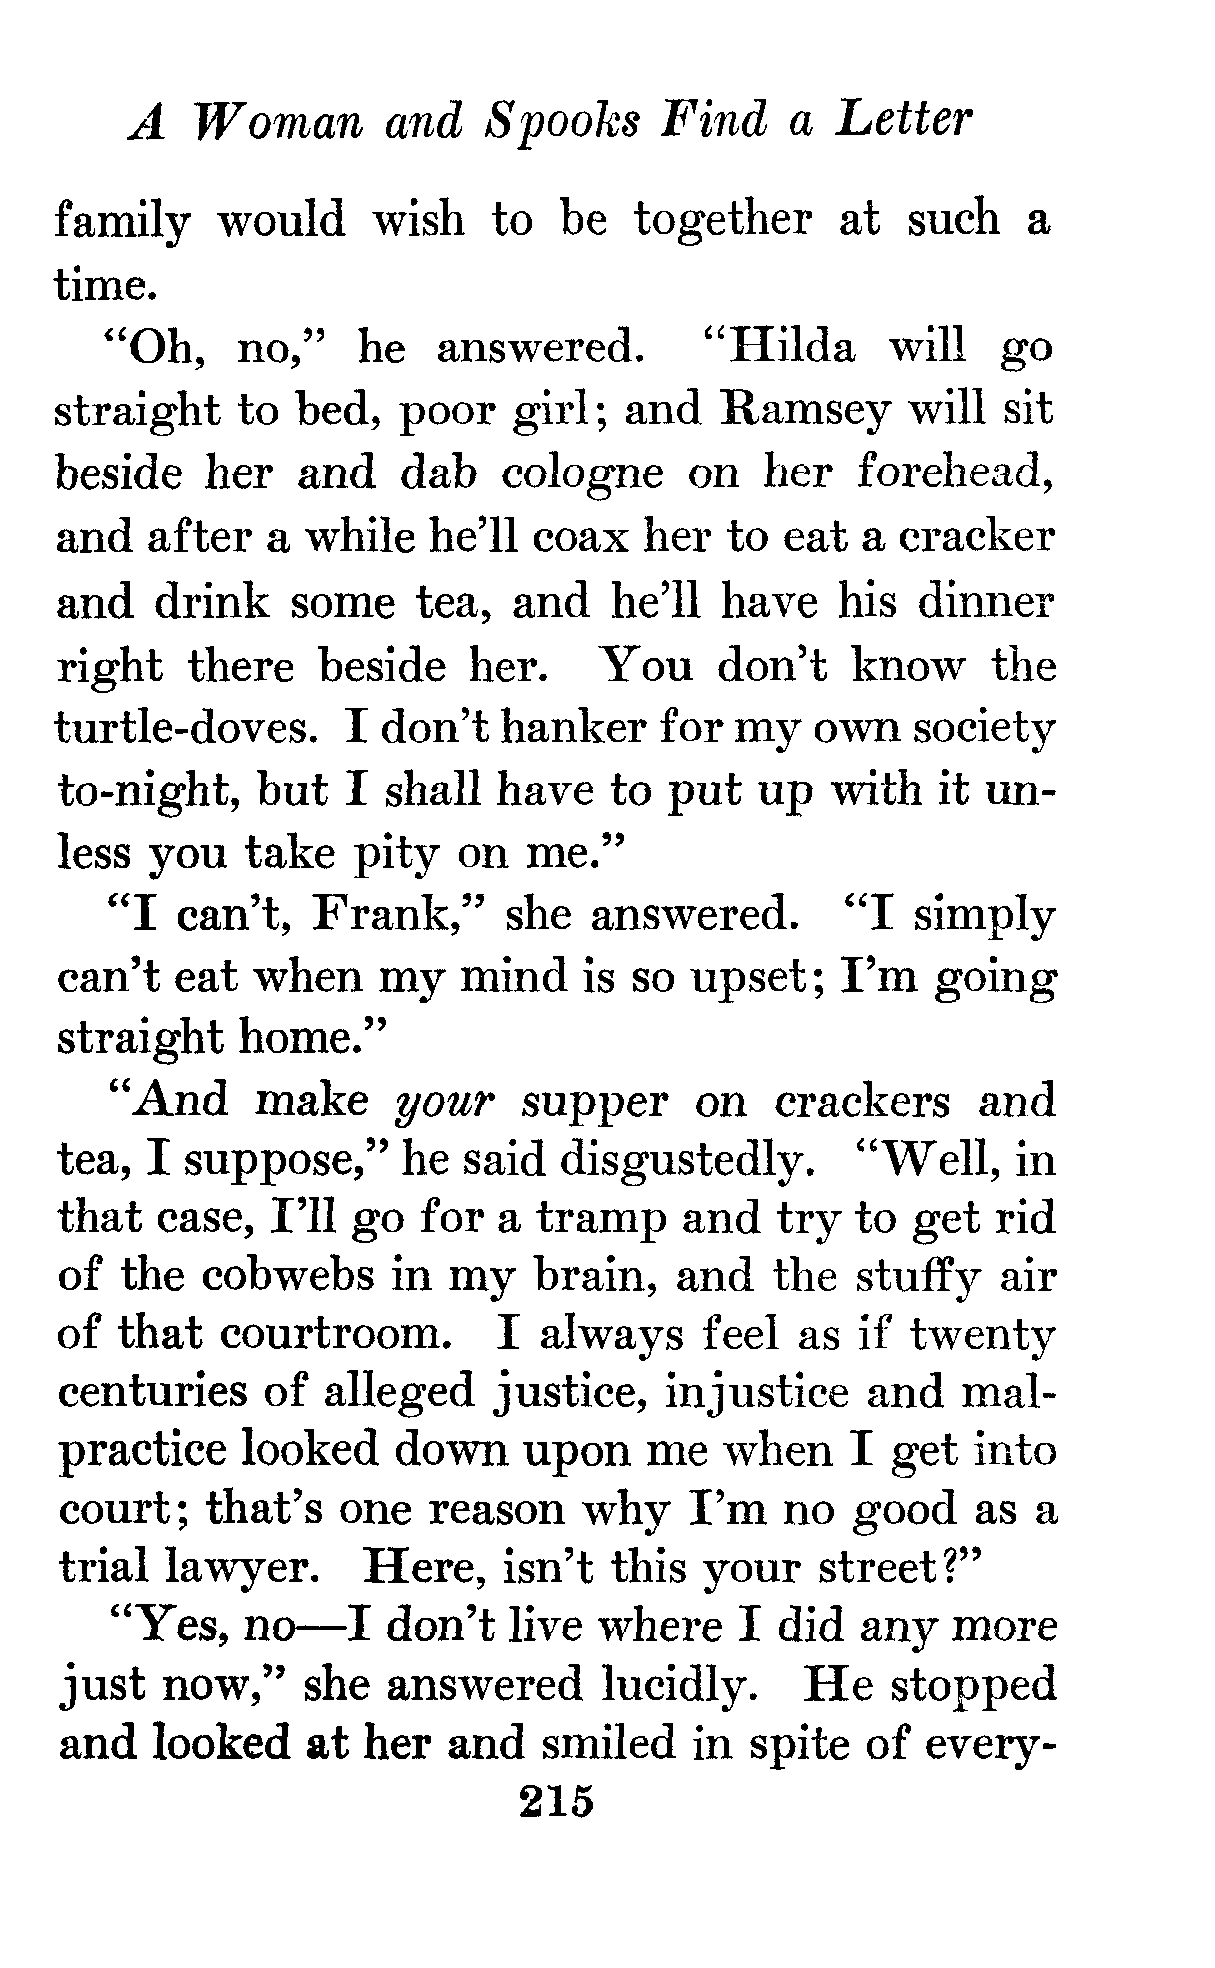 A Woman and Spooks Find a Letter
family would wish to be together at such a
time.
“Oh, no,” he answered. “Hilda will go
straight to bed, poor girl; and Ramsey will sit
beside her and dab cologne on her forehead,
and after a while he’ll coax her to eat a cracker
and drink some tea, and he’ll have his dinner
right there beside her. You don’t know the
turtle-doves. I don’t hanker for my own society
to-night, but I shall have to put up with it un-
less you take pity on me.”
“I can’t, Frank,” she answered. “I simply
can’t eat when my mind is so upset; I’m going
straight home.”
“And make your supper on crackers and
tea, I suppose,” he said disgustedly. “Well, in
that case, I’ll go for a tramp and try to get rid
of the cobwebs in my brain, and the stuffy air
of that courtroom. I always feel as if twenty
centuries of alleged justice, injustice and mal-
practice looked down upon me when I get into
court; that’s one reason why I’m no good as a
trial lawyer. Here, isn’t this your street?”
“Yes, no—I don’t live where I did any more
just now,” she answered lucidly. He stopped
and looked at her and smiled in spite of every-
215